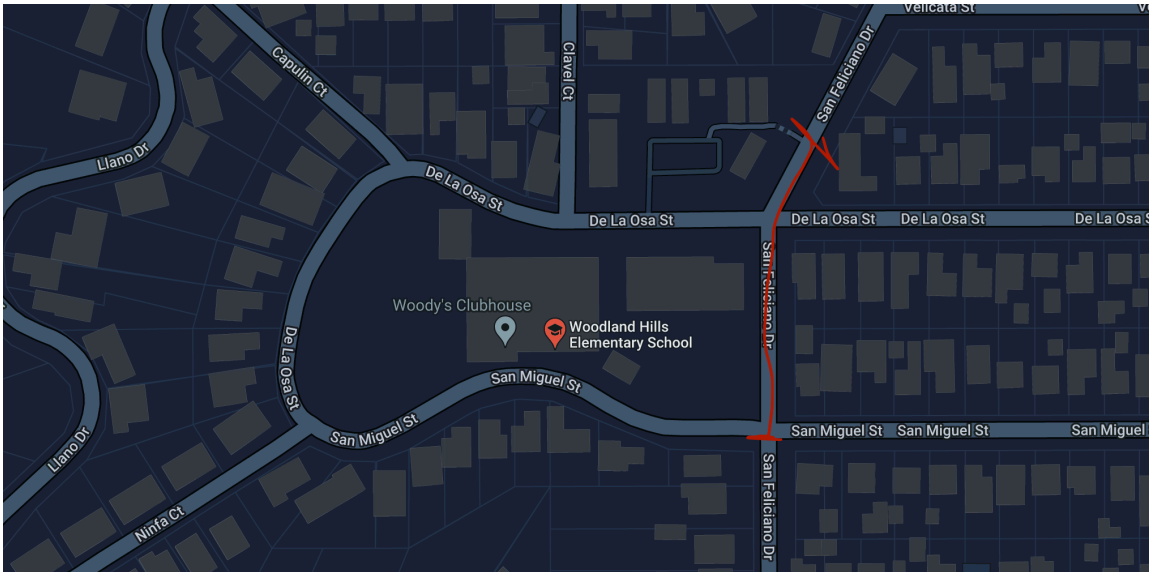 Velicata St
San Feliciano Dr
Clavel Ct
Capulin Ct
Llano Dr
De La Osa St
De La Osa St
De La Osa St
De La Osa St
De La Osa S
San Feliciano Dr
Woody's Clubhouse
Woodland Hills
Elementary School
De La Osa St
San Miguel St
San Miguel St
San Miguel St
San Miguel St
San Miguel
Llano Dr
Ninfa Ct
San Feliciano Dr